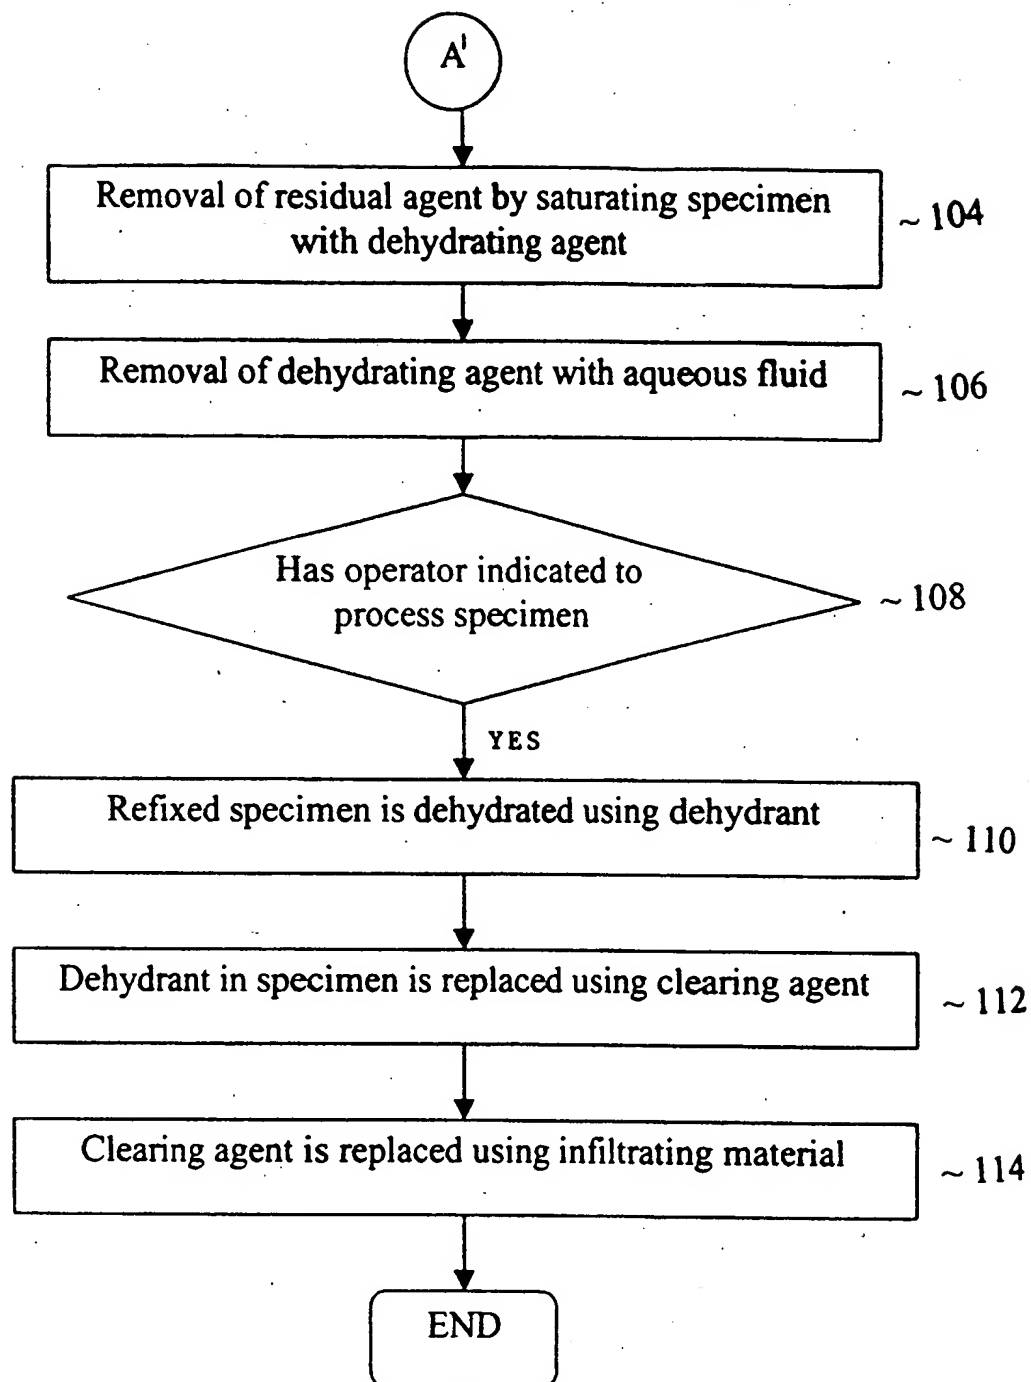 A'
Removal of residual agent by saturating specimen
with dehydrating agent
~ 104
Removal of dehydrating agent with aqueous fluid
~ 106
Has operator indicated to
process specimen
~ 108
YES
Refixed specimen is dehydrated using dehydrant
~ 110
Dehydrant in specimen is replaced using clearing agent
~ 112
Clearing agent is replaced using infiltrating material
~ 114
END